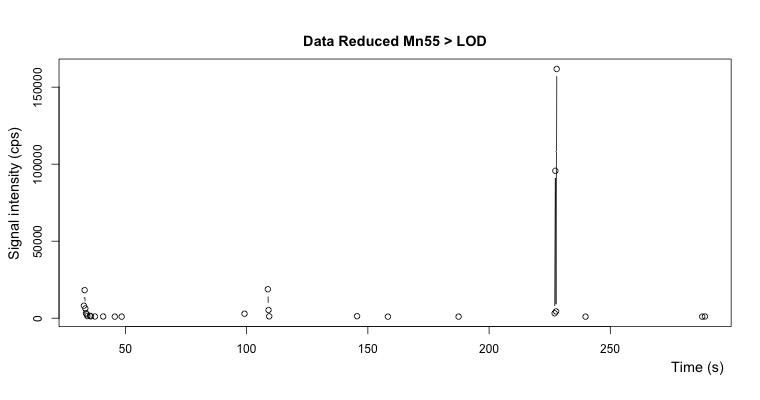 Data Reduced Mn55 > LOD
Signal intensity (cps)
150000
100000
50000
0
50 100 150 200 250
Time (s)